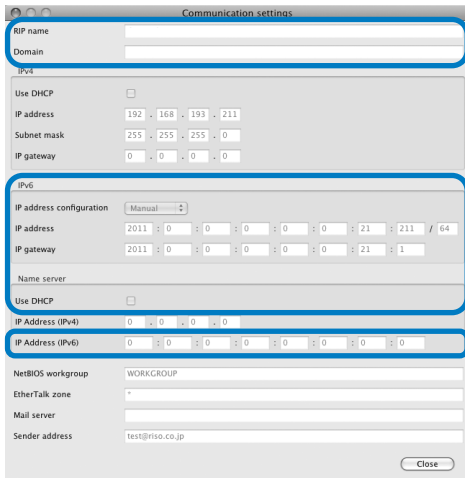 Communication settings
RIP name
Domain
IPv4
Use DHCP
IP address 192 . 168 . 193 . 211
Subnet mask 255 . 255 . 255 . 0
IP gateway 0 . 0 . 0 . 0
IPv6
IP address configuration Manual
IP address 2011 : 0 : 0 : 0 : 0 : 0 : 21 : 211 / 64
IP gateway 2011 : 0 : 0 : 0 : 0 : 0 : 21 : 1
Name server
Use DHCP
IP Address (IPv4) 0 . 0 . 0 . 0
IP Address (IPv6) 0 : 0 : 0 : 0 : 0 : 0 : 0 : 0
NetBIOS workgroup WORKGROUP
EtherTalk zone *
Mail server
Sender address test@riso.co.jp
Close